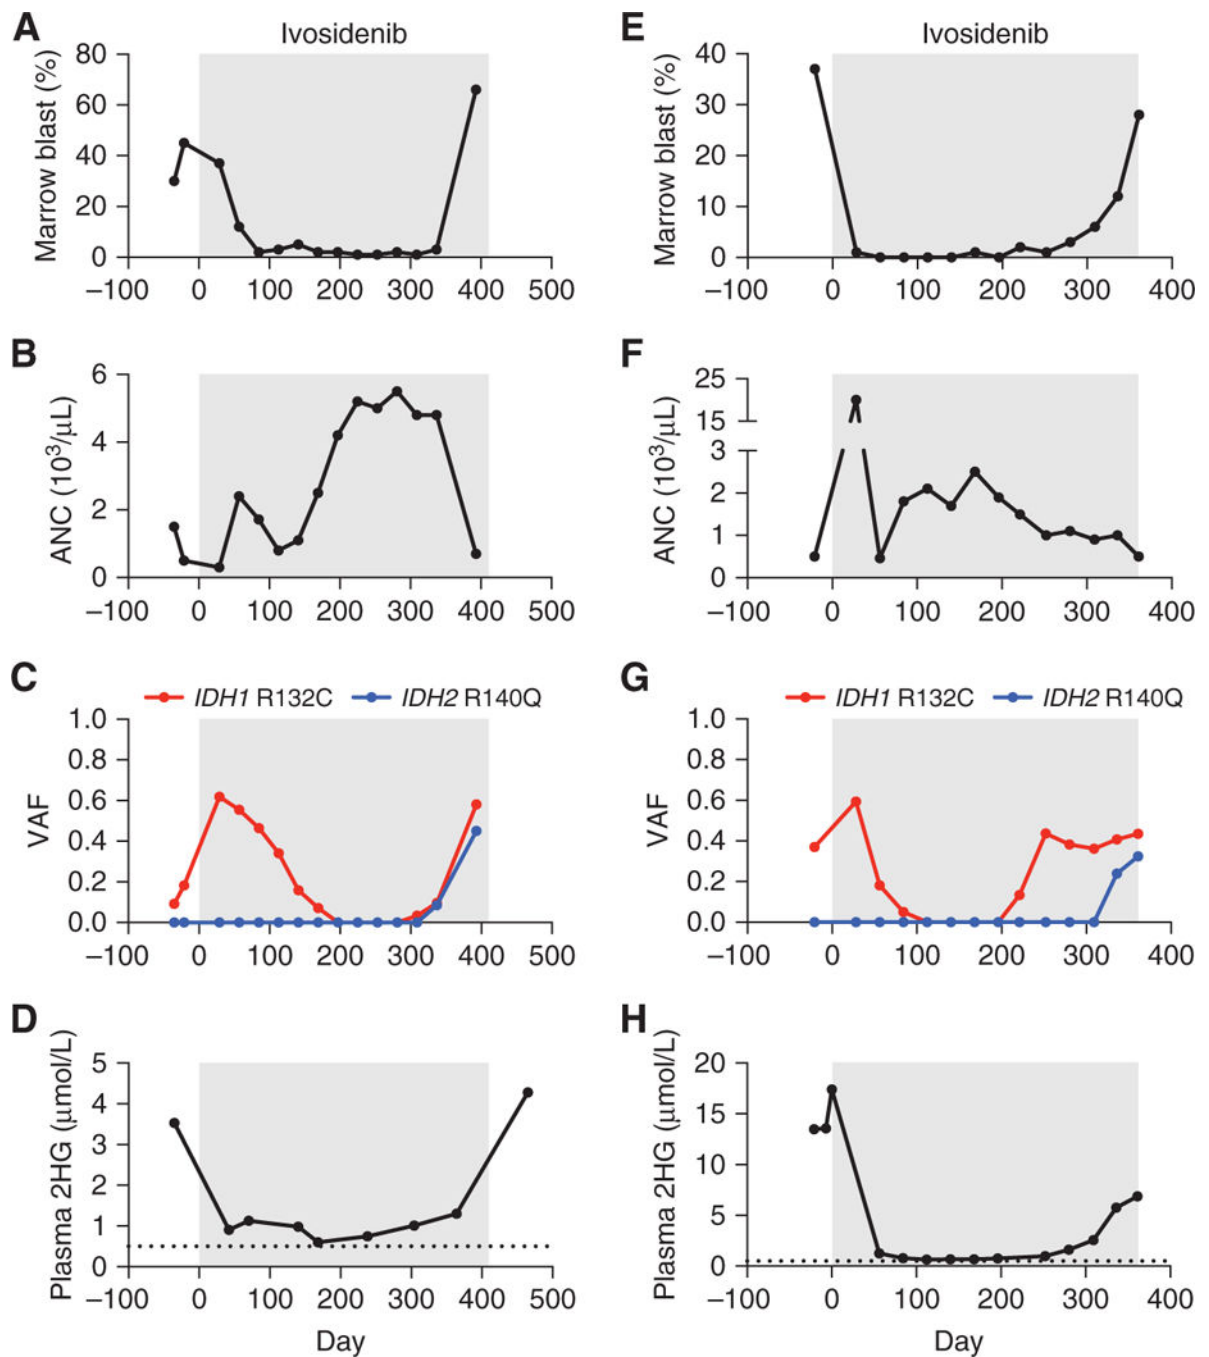 A
Ivosidenib
Marrow blast (%)
80
60
40
20
0
–100 0 100 200 300 400 500
B
ANC (10³/μL)
6
4
2
0
–100 0 100 200 300 400 500
C
IDH1 R132C IDH2 R140Q
VAF
1.0
0.8
0.6
0.4
0.2
0.0
–100 0 100 200 300 400 500
D
Plasma 2HG (μmol/L)
5
4
3
2
1
0
–100 0 100 200 300 400 500
Day
E
Ivosidenib
Marrow blast (%)
40
30
20
10
0
–100 0 100 200 300 400
F
ANC (10³/μL)
25
15
3
2
1
0
–100 0 100 200 300 400
G
IDH1 R132C IDH2 R140Q
VAF
1.0
0.8
0.6
0.4
0.2
0.0
–100 0 100 200 300 400
H
Plasma 2HG (μmol/L)
20
15
10
5
0
–100 0 100 200 300 400
Day